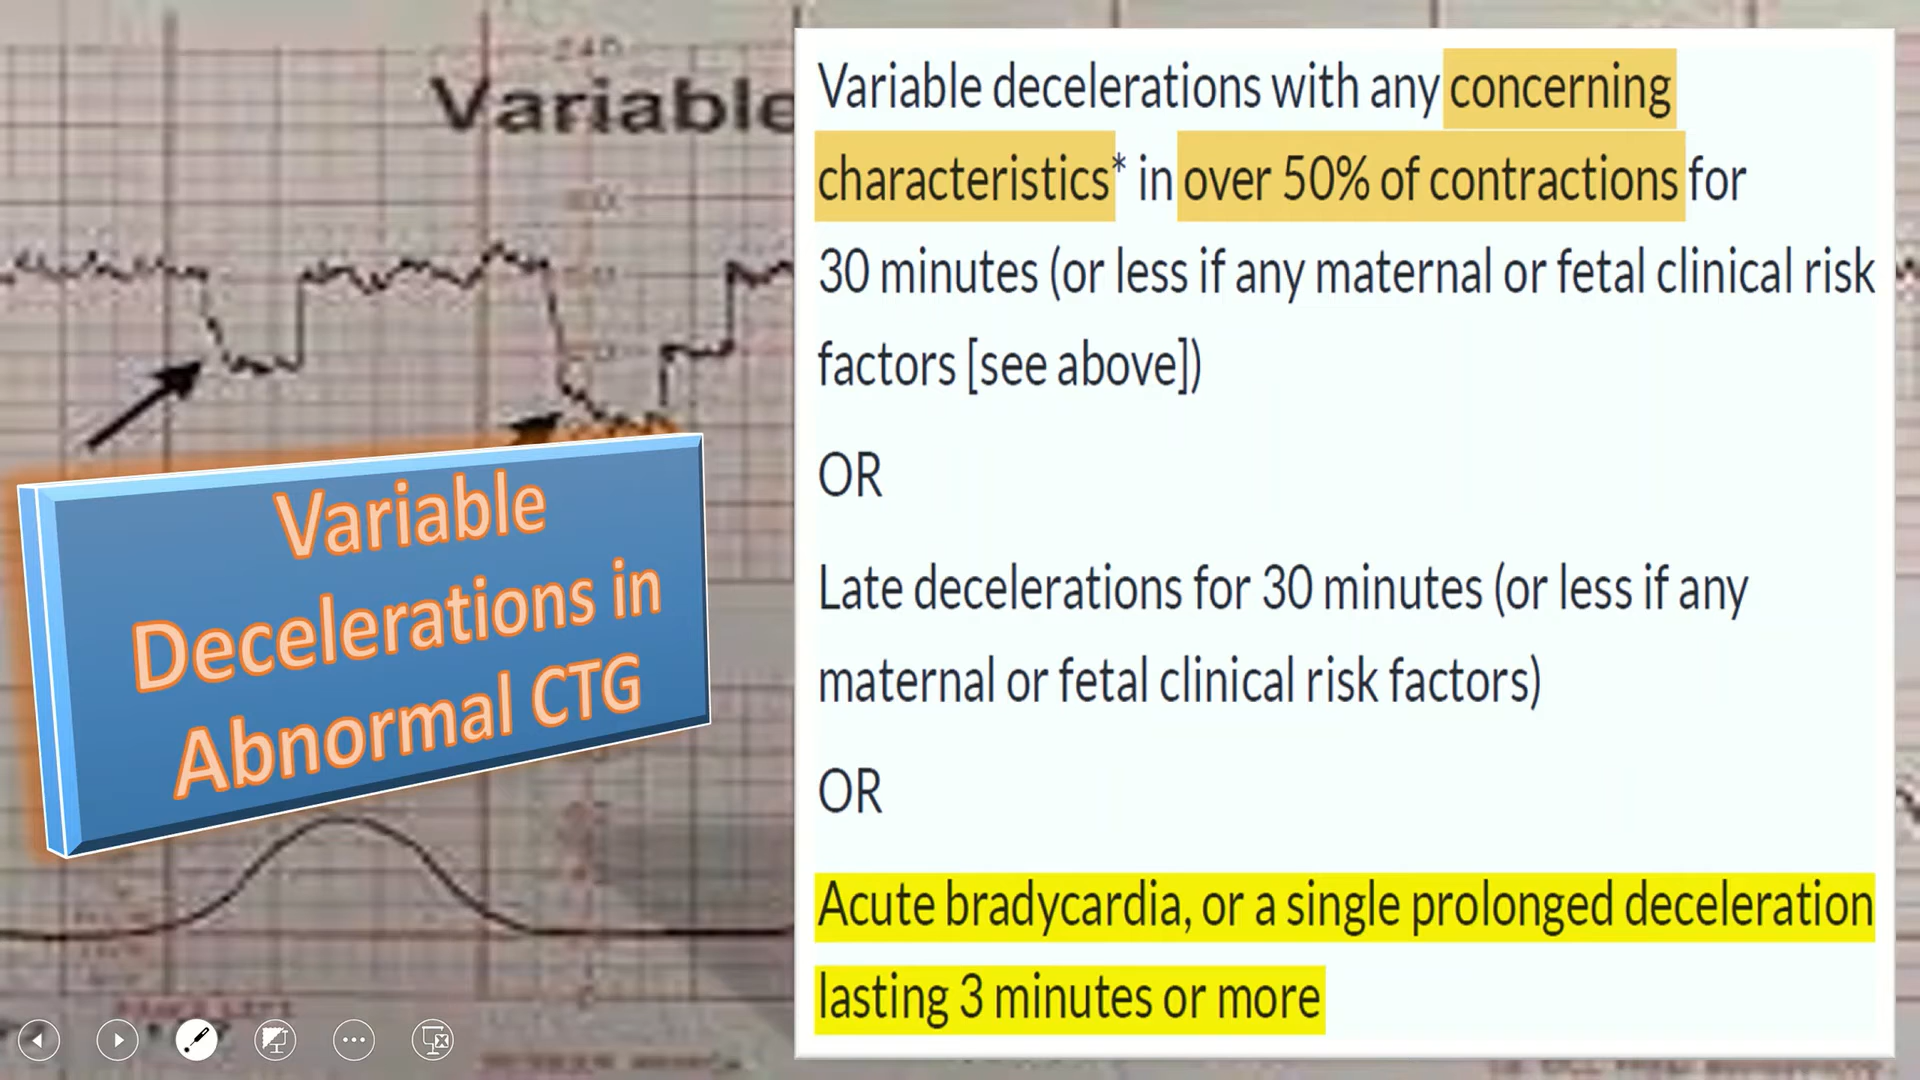 Variable
240
Variable
Decelerations in
Abnormal CTG
Variable decelerations with any concerning
characteristics* in over 50% of contractions for
30 minutes (or less if any maternal or fetal clinical risk
factors [see above])
OR
Late decelerations for 30 minutes (or less if any
maternal or fetal clinical risk factors)
OR
Acute bradycardia, or a single prolonged deceleration
lasting 3 minutes or more